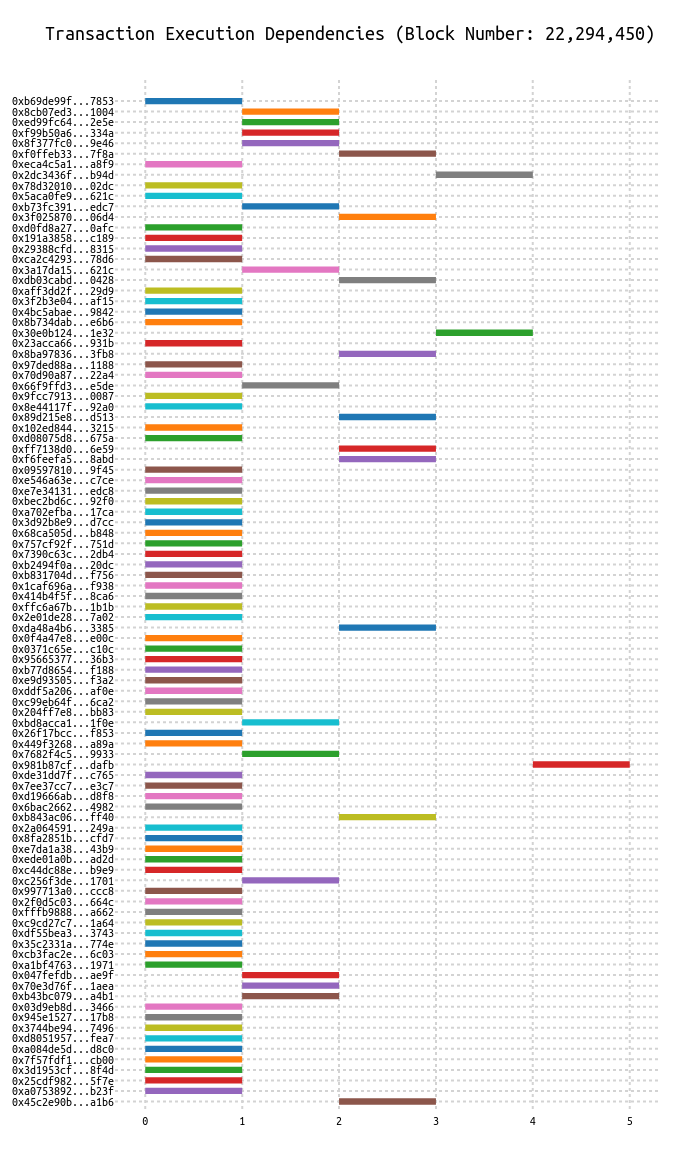 Transaction Execution Dependencies (Block Number: 22,294,450)
0xb69de99f...7853
0x8cb07ed3...1004
0xed99fc64...2e5e
0xf99b50a6...334a
0x8f377fc0...9e46
0xf0ffeb33...7f8a
0xeca4c5a1...a8f9
0x2dc3436f...b94d
0x78d32010...02dc
0x5aca0fe9...621c
0xb73fc391...edc7
0x3f025870...06d4
0xd0fd8a27...0afc
0x191a3858...c189
0x29388cfd...8315
0xca2c4293...78d6
0x3a17da15...621c
0xdb03cabd...0428
0xaff3dd2f...29d9
0x3f2b3e04...af15
0x4bc5abae...9842
0x8b734dab...e6b6
0x30e0b124...1e32
0x23acca66...931b
0x8ba97836...3fb8
0x97ded88a...1188
0x70d90a87...22a4
0x66f9ffd3...e5de
0x9fcc7913...0087
0x8e44117f...92a0
0x89d215e8...d513
0x102ed844...3215
0xd08075d8...675a
0xff7138d0...6e59
0xf6feefa5...8abd
0x09597810...9f45
0xe546a63e...c7ce
0xe7e34131...edc8
0xbec2bd6c...92f0
0xa702efba...17ca
0x3d92b8e9...d7cc
0x68ca505d...b848
0x757cf92f...751d
0x7390c63c...2db4
0xb2494f0a...20dc
0xb831704d...f756
0x1caf696a...f938
0x414b4f5f...8ca6
0xffc6a67b...1b1b
0x2e01de28...7a02
0xda48a4b6...3385
0x0f4a47e8...e00c
0x0371c65e...c10c
0x95665377...36b3
0xb77d8654...f188
0xe9d93505...f3a2
0xddf5a206...af0e
0xc99eb64f...6ca2
0x204ff7e8...bb83
0xbd8acca1...1f0e
0x26f17bcc...f853
0x449f3268...a89a
0x7682f4c5...9933
0x981b87cf...dafb
0xde31dd7f...c765
0x7ee37cc7...e3c7
0xd19666ab...d8f8
0x6bac2662...4982
0xb843ac06...ff40
0x2a064591...249a
0x8fa2851b...cfd7
0xe7da1a38...43b9
0xede01a0b...ad2d
0xc44dc88e...b9e9
0xc256f3de...1701
0x997713a0...ccc8
0x2f0d5c03...664c
0xfffb9888...a662
0xc9cd27c7...1a64
0xdf55bea3...3743
0x35c2331a...774e
0xcb3fac2e...6c03
0xa1bf4763...1971
0x047fefdb...ae9f
0x70e3d76f...1aea
0xb43bc079...a4b1
0x03d9eb8d...3466
0x945e1527...17b8
0x3744be94...7496
0xd8051957...fea7
0xa084de5d...d8c0
0x7f57fdf1...cb00
0x3d1953cf...8f4d
0x25cdf982...5f7e
0xa0753892...b23f
0x45c2e90b...a1b6
0 1 2 3 4 5